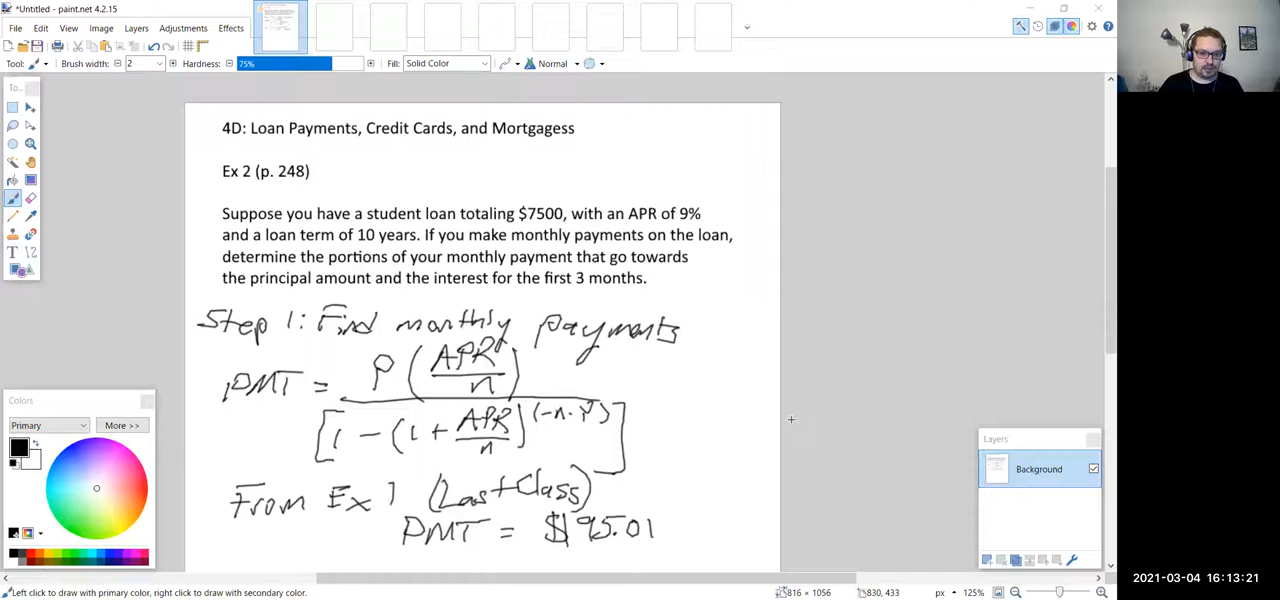 *Untitled - paint.net 4.2.15
File Edit View Image Layers Adjustments Effects
Tool: Brush width: 2 Hardness: 75% Fill: Solid Color Normal
To...
4D: Loan Payments, Credit Cards, and Mortgagess
Ex 2 (p. 248)
Suppose you have a student loan totaling $7500, with an APR of 9%
and a loan term of 10 years. If you make monthly payments on the loan,
determine the portions of your monthly payment that go towards
the principal amount and the interest for the first 3 months.
Step 1: Find monthly payments
PMT = P (APR/n)
[1 - (1 + APR/n)^(-n·Y)]
From Ex 1 (Last Class)
PMT = $95.01
Colors
Primary More >>
Layers
Background
2021-03-04 16:13:21
Left click to draw with primary color, right click to draw with secondary color. 816 × 1056 830, 433 px 125%